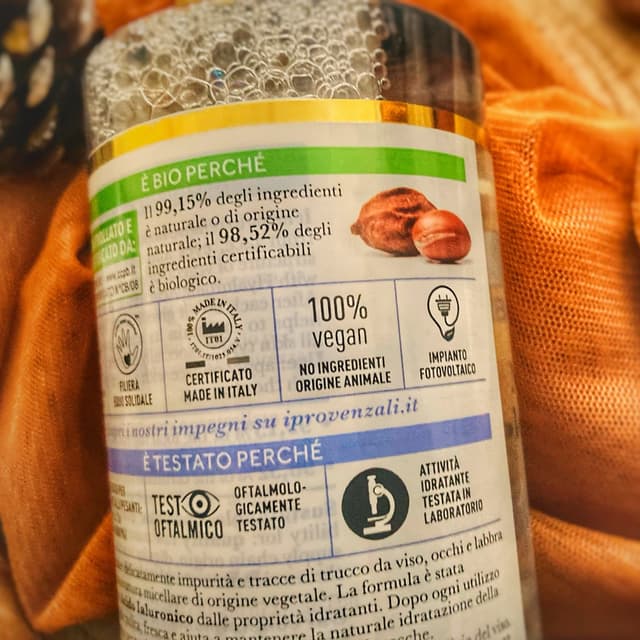 È BIO PERCHÉ
Il 99,15% degli ingredienti
è naturale o di origine
naturale; il 98,52% degli
ingredienti certificabili
è biologico.
MADE IN ITALY
100%
IT01
CERTIFICATO
MADE IN ITALY
100%
vegan
NO INGREDIENTI
ORIGINE ANIMALE
IMPIANTO
FOTOVOLTAICO
FILIERA
SOLIDALE
i nostri impegni su iprovenzali.it
È TESTATO PERCHÉ
TEST
OFTALMICO
OFTALMOLO-
GICAMENTE
TESTATO
ATTIVITÀ
IDRATANTE
TESTATA IN
LABORATORIO
delicatamente impurità e tracce di trucco da viso, occhi e labbra
micellare di origine vegetale. La formula è stata
ialuronico dalle proprietà idratanti. Dopo ogni utilizzo
fresca e aiuta a mantenere la naturale idratazione della